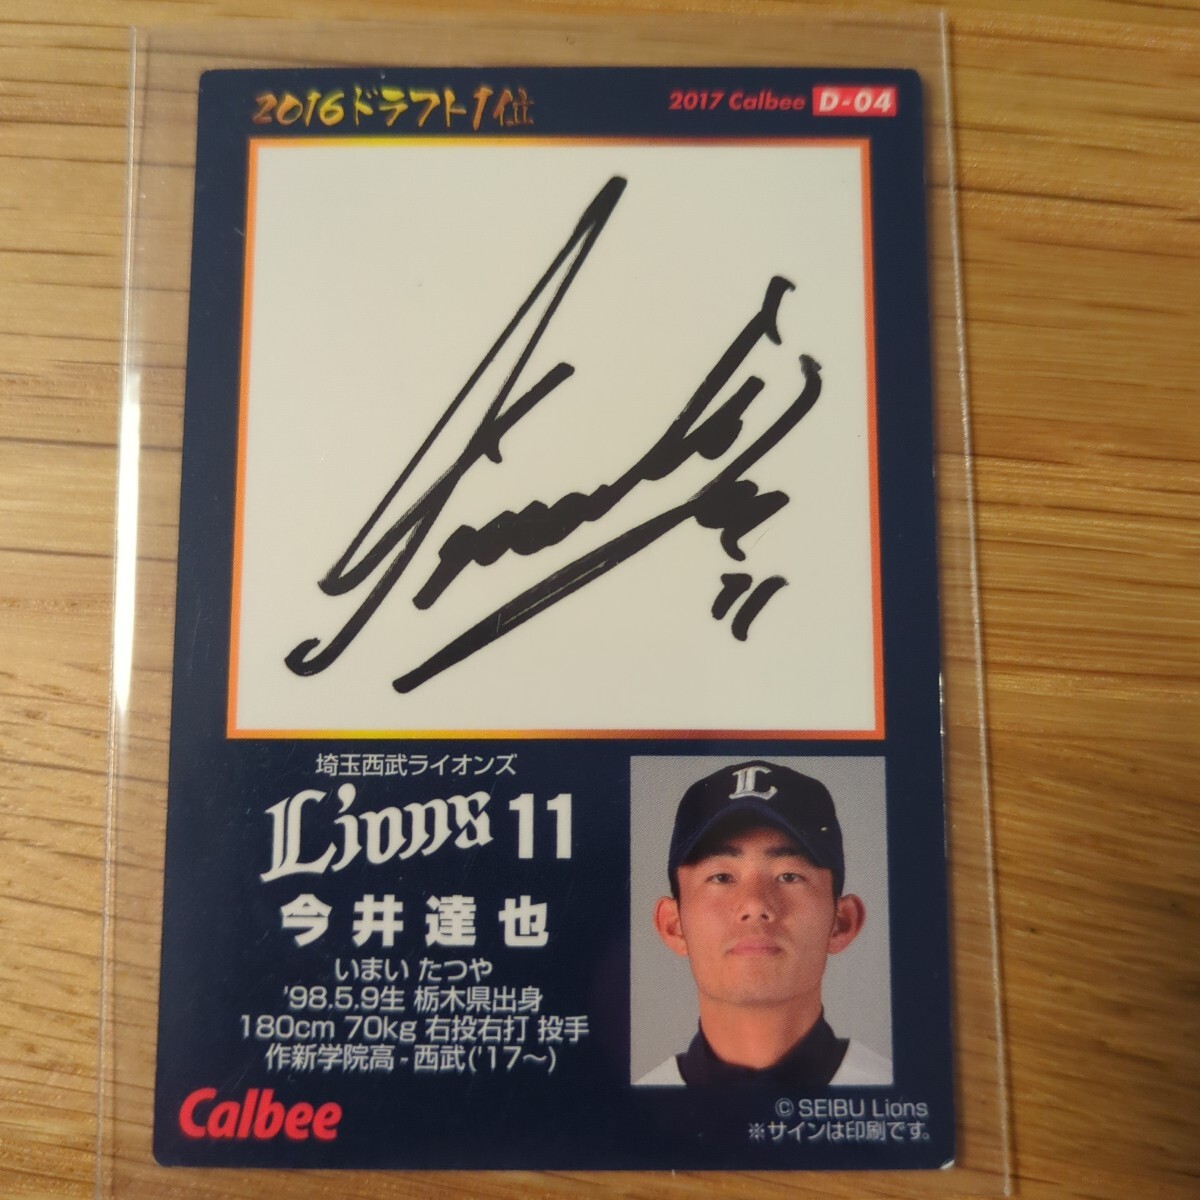 2016ドラフト1位
2017 Calbee D-04
11
埼玉西武ライオンズ
Lions 11
今井達也
いまい たつや
'98.5.9生 栃木県出身
180cm 70kg 右投右打 投手
作新学院高 - 西武('17〜)
L
Calbee
© SEIBU Lions
※サインは印刷です。